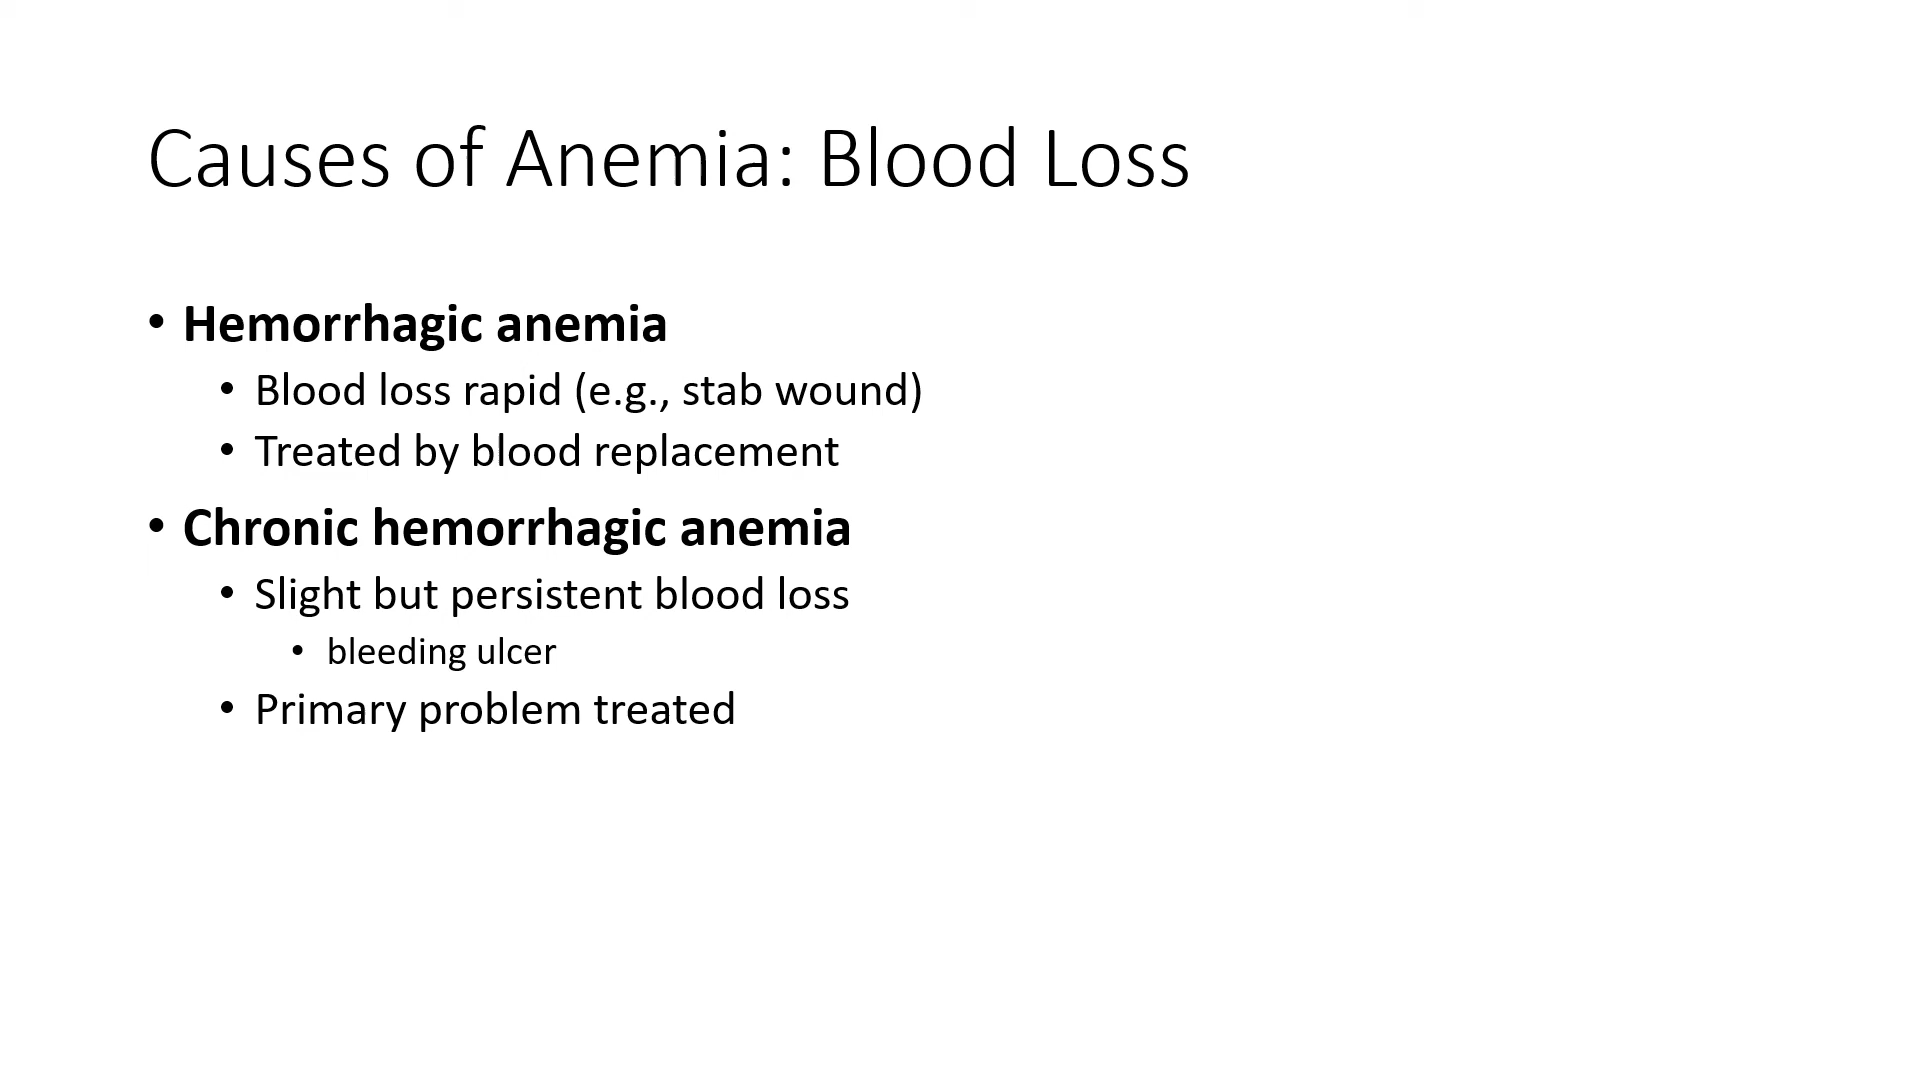 Causes of Anemia: Blood Loss
• Hemorrhagic anemia
• Blood loss rapid (e.g., stab wound)
• Treated by blood replacement
• Chronic hemorrhagic anemia
• Slight but persistent blood loss
• bleeding ulcer
• Primary problem treated